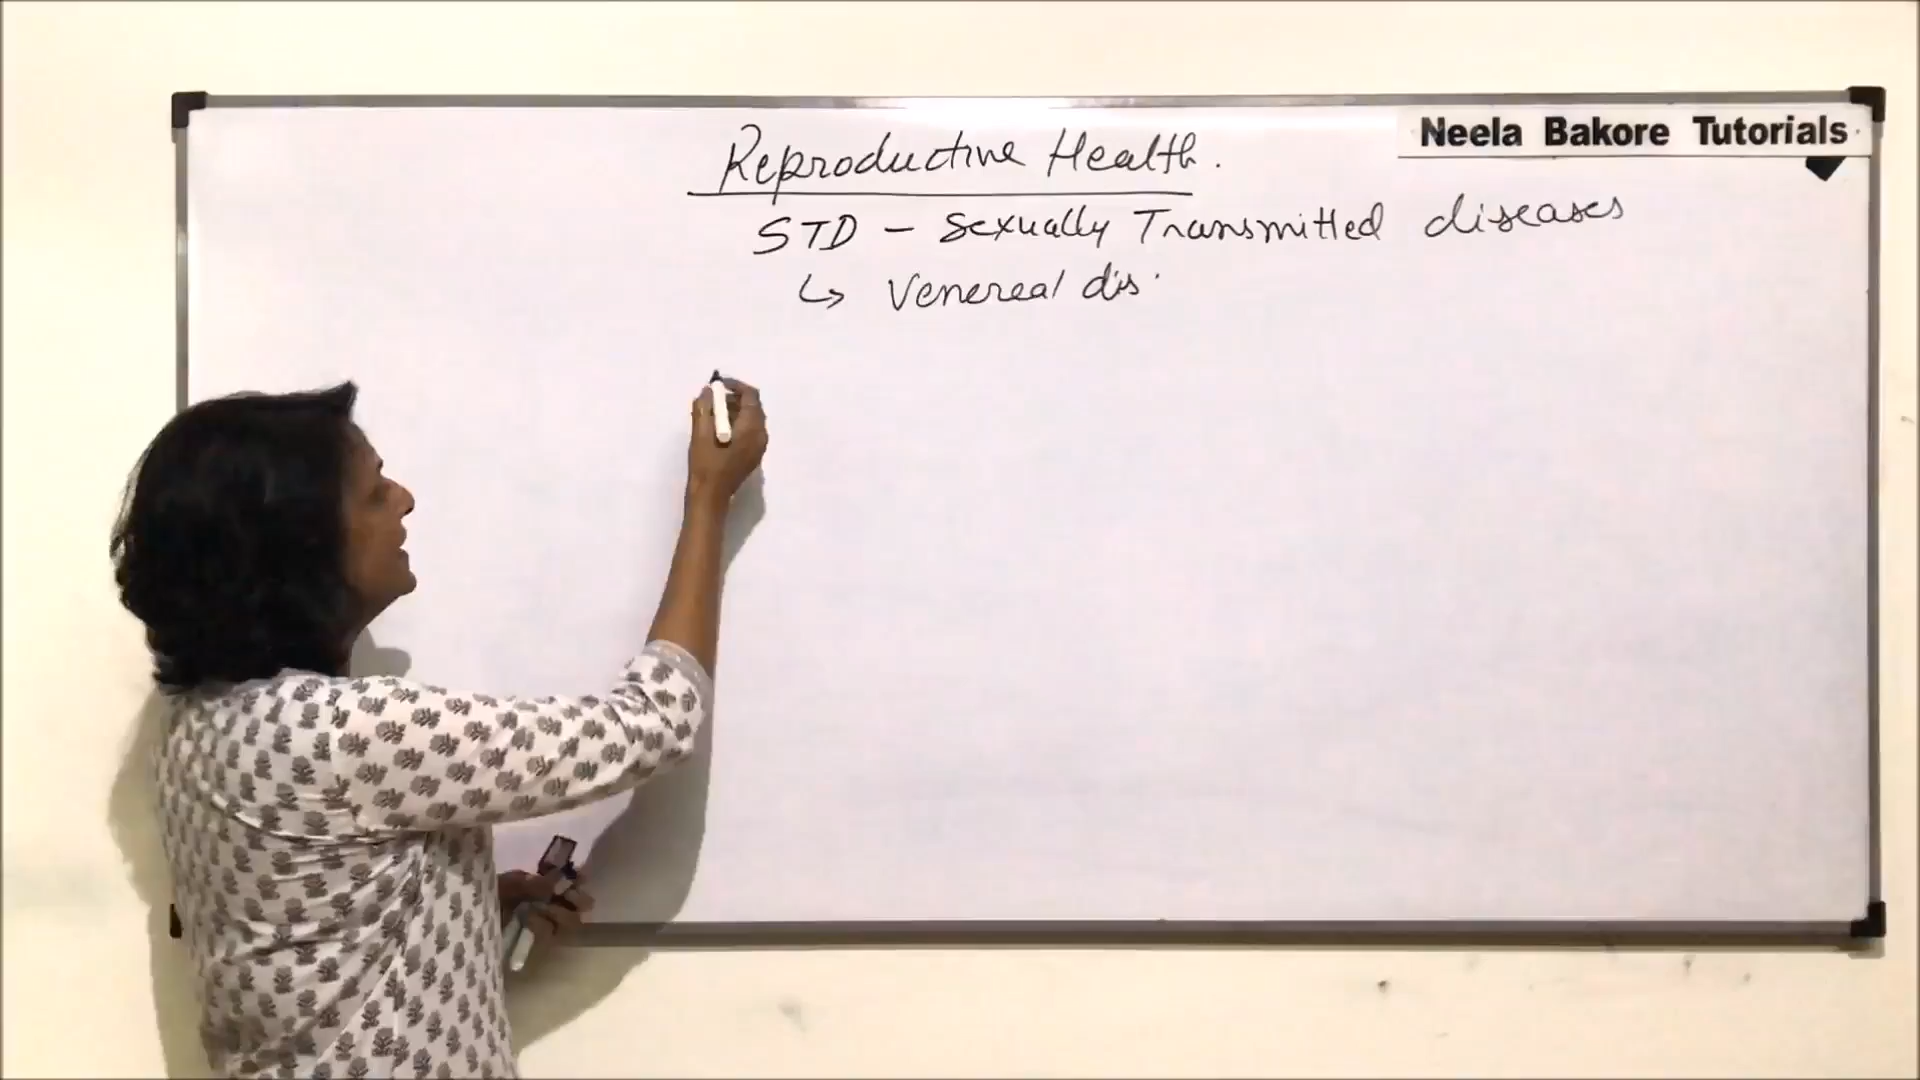 Neela Bakore Tutorials
Reproductive Health.
STD - Sexually Transmitted diseases
↳ Venereal dis.